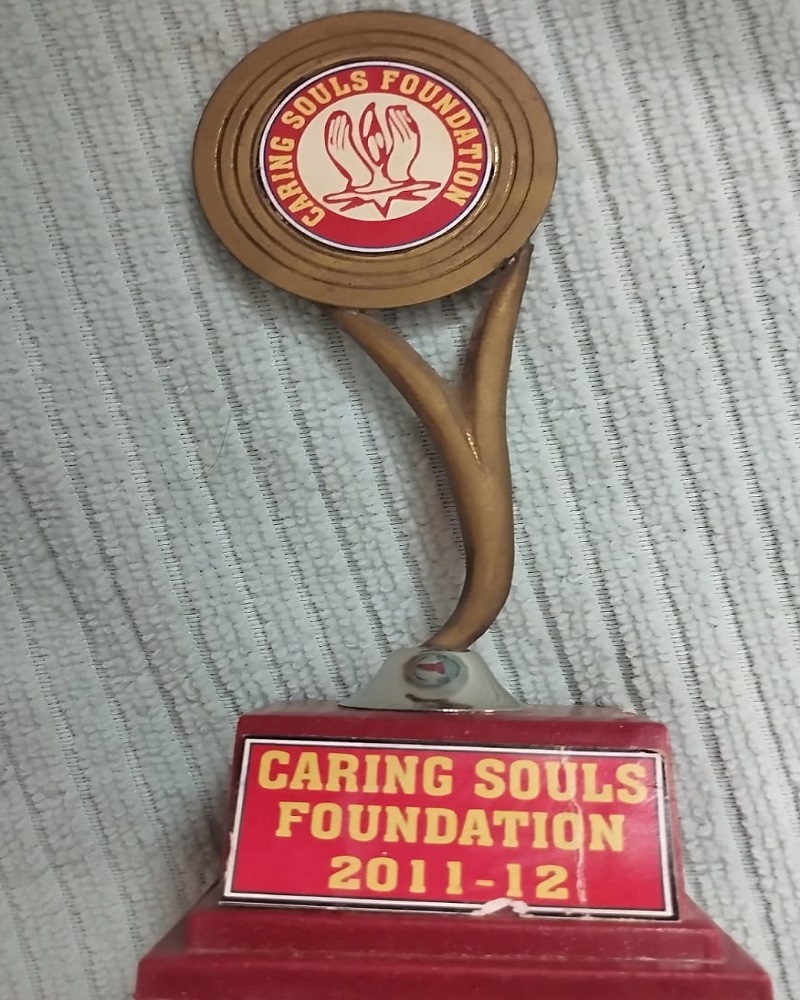 CARING SOULS FOUNDATION
CARING SOULS
FOUNDATION
2011-12